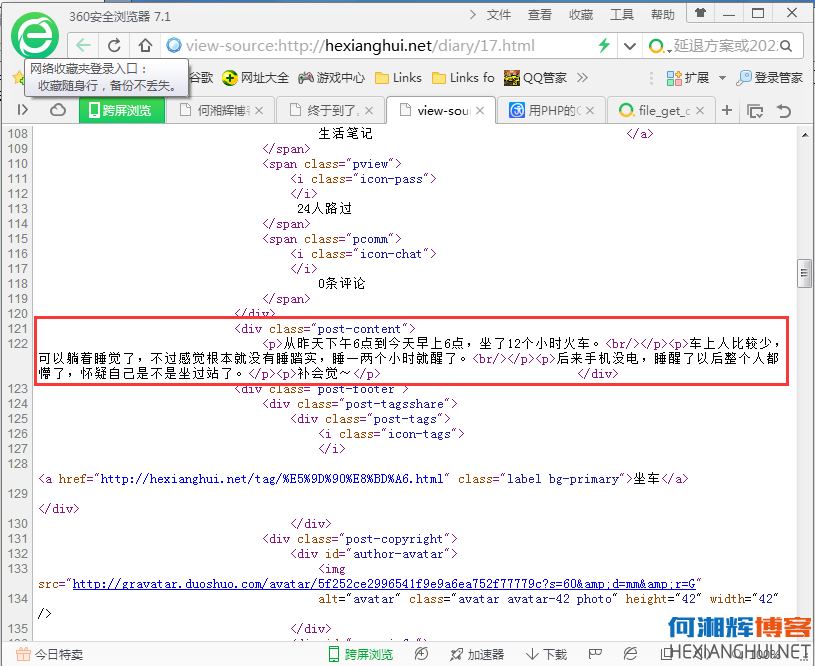 360安全浏览器 7.1
文件 查看 收藏 工具 帮助
view-source:http://hexianghui.net/diary/17.html
延退方案或202
网络收藏夹登录入口：
收藏随身行，备份不丢失。
谷歌 网址大全 游戏中心 Links Links fo QQ管家 扩展 登录管家
跨屏浏览 何湘辉博客 终于到了 view-sou 用PHP的C file_get_c
108 生活笔记 </a>
109 </span>
110 <span class="pview">
111 <i class="icon-pass">
112 </i>
113 24人路过
114 </span>
115 <span class="pcomm">
116 <i class="icon-chat">
117 </i>
118 0条评论
119 </span>
120 </div>
121 <div class="post-content">
122 <p>从昨天下午6点到今天早上6点，坐了12个小时火车。<br/></p><p>车上人比较少，
可以躺着睡觉了，不过感觉根本就没有睡踏实，睡一两个小时就醒了。<br/></p><p>后来手机没电，睡醒了以后整个人都
懵了，怀疑自己是不是坐过站了。</p><p>补会觉~</p> </div>
123 <div class="post-footer">
124 <div class="post-tagsshare">
125 <div class="post-tags">
126 <i class="icon-tags">
127 </i>
128
<a href="http://hexianghui.net/tag/%E5%9D%90%E8%BD%A6.html" class="label bg-primary">坐车</a>
129
</div>
130 </div>
131 <div class="post-copyright">
132 <div id="author-avatar">
133 <img
src="http://gravatar.duoshuo.com/avatar/5f252ce2996541f9e9a6ea752f77779c?s=60&amp;d=mm&amp;r=G"
134 alt="avatar" class="avatar avatar-42 photo" height="42" width="42"
/>
135 </div>
何湘辉博客
HEXIANGHUI.NET
今日特卖 跨屏浏览 加速器 下载 100%